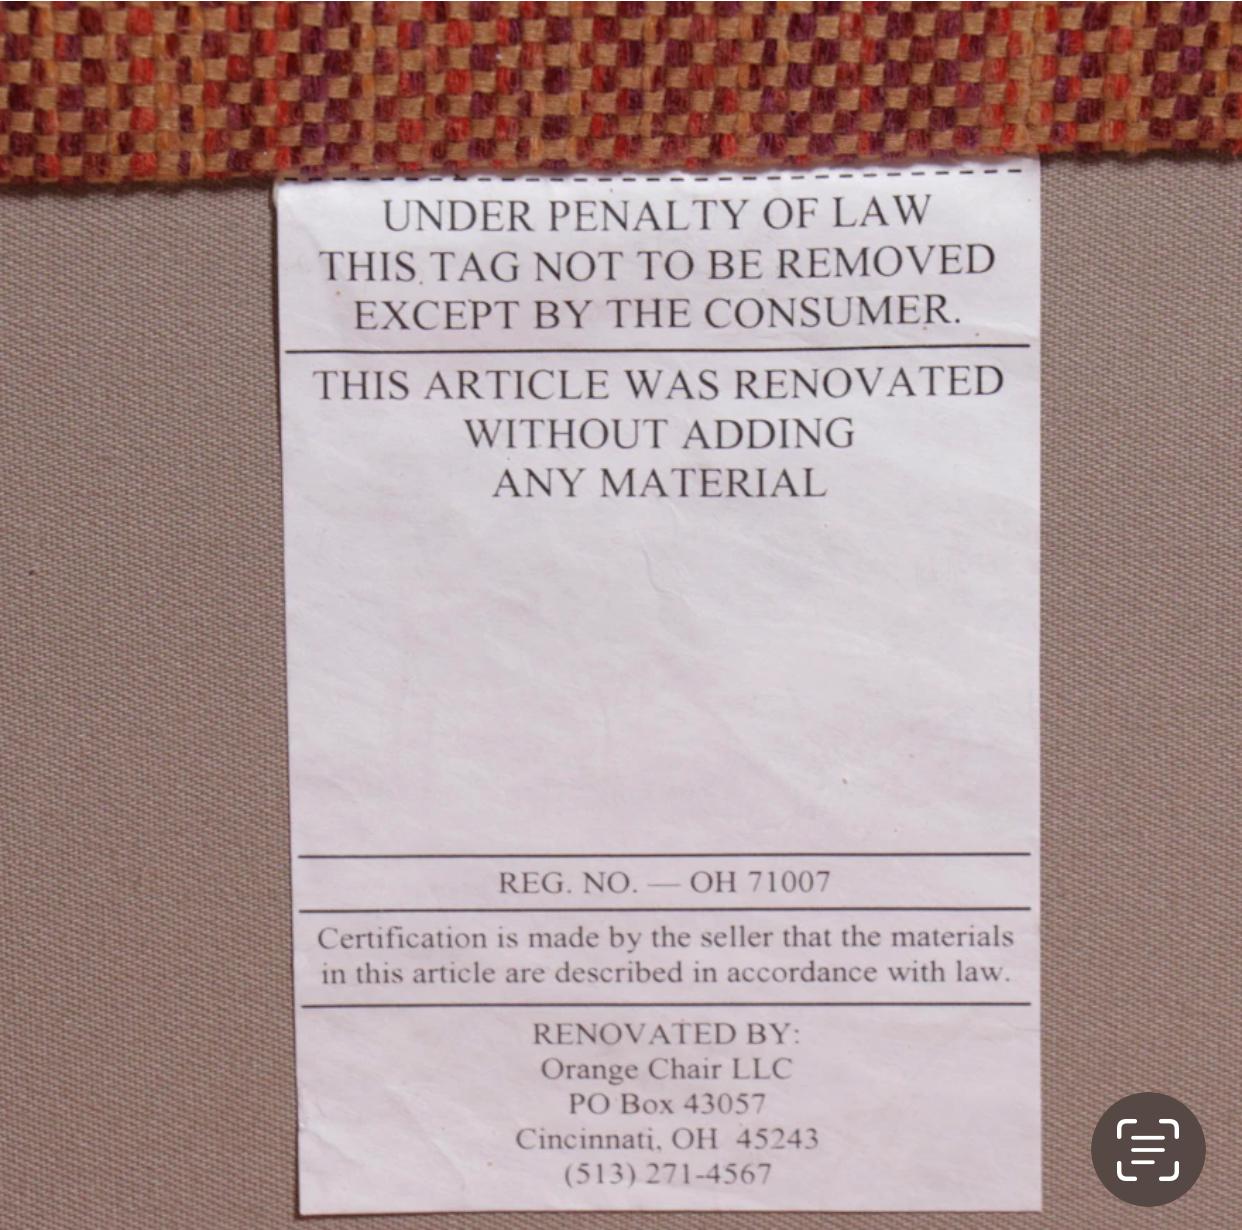 UNDER PENALTY OF LAW
THIS TAG NOT TO BE REMOVED
EXCEPT BY THE CONSUMER.
THIS ARTICLE WAS RENOVATED
WITHOUT ADDING
ANY MATERIAL
REG. NO. — OH 71007
Certification is made by the seller that the materials
in this article are described in accordance with law.
RENOVATED BY:
Orange Chair LLC
PO Box 43057
Cincinnati, OH  45243
(513) 271-4567